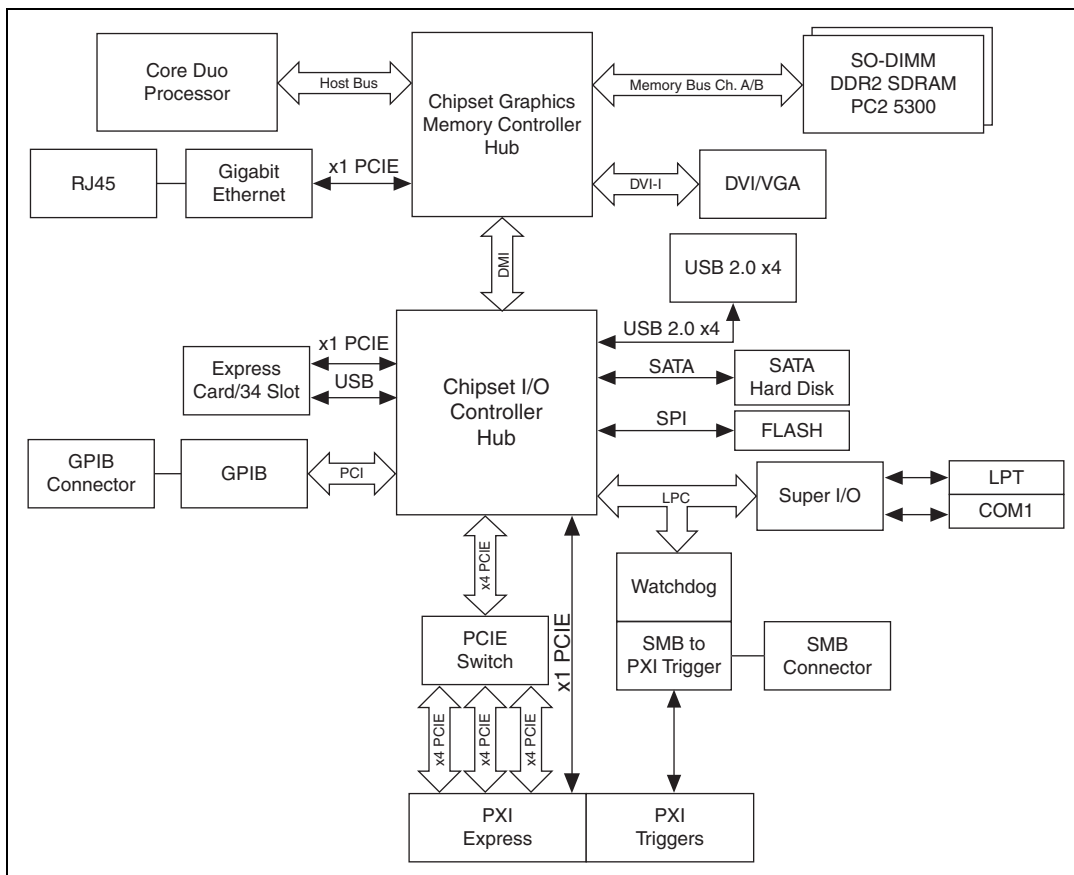 Core Duo
Processor
Host Bus
Chipset Graphics
Memory Controller
Hub
Memory Bus Ch. A/B
SO-DIMM
DDR2 SDRAM
PC2 5300
RJ45
Gigabit
Ethernet
x1 PCIE
DVI-I
DVI/VGA
DMI
USB 2.0 x4
USB 2.0 x4
Express
Card/34 Slot
x1 PCIE
USB
Chipset I/O
Controller
Hub
SATA
SATA
Hard Disk
SPI
FLASH
GPIB
Connector
GPIB
PCI
LPC
Super I/O
LPT
COM1
x4 PCIE
x1 PCIE
Watchdog
PCIE
Switch
SMB to
PXI Trigger
SMB
Connector
x4 PCIE
x4 PCIE
x4 PCIE
PXI
Express
PXI
Triggers